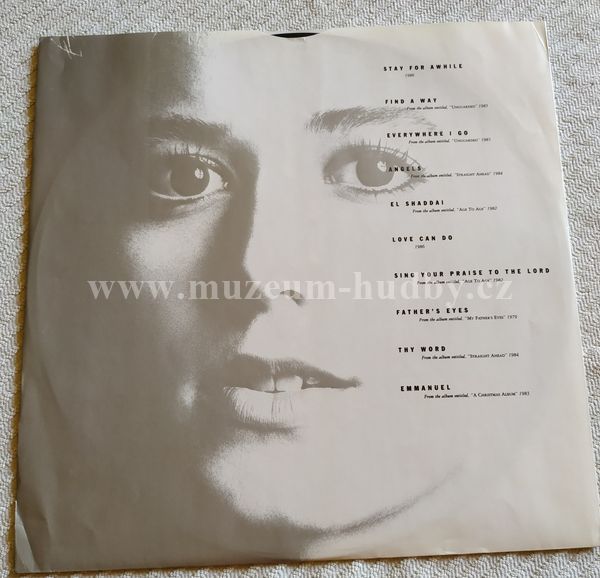 STAY FOR AWHILE
1986
FIND A WAY
From the album entitled, "UNGUARDED" 1985
EVERYWHERE I GO
From the album entitled, "UNGUARDED" 1985
ANGELS
From the album entitled, "STRAIGHT AHEAD" 1984
EL SHADDAI
From the album entitled, "AGE TO AGE" 1982
LOVE CAN DO
1986
SING YOUR PRAISE TO THE LORD
From the album entitled, "AGE TO AGE" 1982
www.muzeum-hudby.cz
FATHER'S EYES
From the album entitled, "MY FATHER'S EYES" 1979
THY WORD
From the album entitled, "STRAIGHT AHEAD" 1984
EMMANUEL
From the album entitled, "A CHRISTMAS ALBUM" 1983